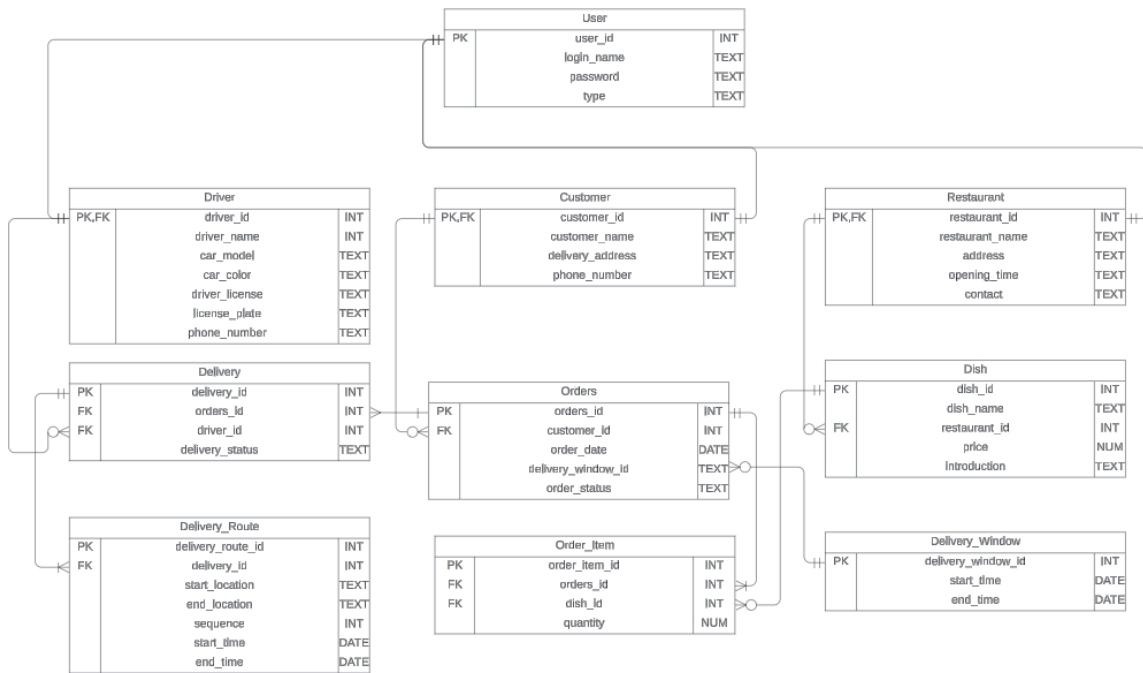 User
PK user_id INT
login_name TEXT
password TEXT
type TEXT
Driver
PK,FK driver_id INT
driver_name INT
car_model TEXT
car_color TEXT
driver_license TEXT
license_plate TEXT
phone_number TEXT
Customer
PK,FK customer_id INT
customer_name TEXT
delivery_address TEXT
phone_number TEXT
Restaurant
PK,FK restaurant_id INT
restaurant_name TEXT
address TEXT
opening_time TEXT
contact TEXT
Delivery
PK delivery_id INT
FK orders_id INT
FK driver_id INT
delivery_status TEXT
Orders
PK orders_id INT
FK customer_id INT
order_date DATE
delivery_window_id TEXT
order_status TEXT
Dish
PK dish_id INT
dish_name TEXT
FK restaurant_id INT
price NUM
introduction TEXT
Delivery_Route
PK delivery_route_id INT
FK delivery_id INT
start_location TEXT
end_location TEXT
sequence INT
start_time DATE
end_time DATE
Order_Item
PK order_item_id INT
FK orders_id INT
FK dish_id INT
quantity NUM
Delivery_Window
PK delivery_window_id INT
start_time DATE
end_time DATE